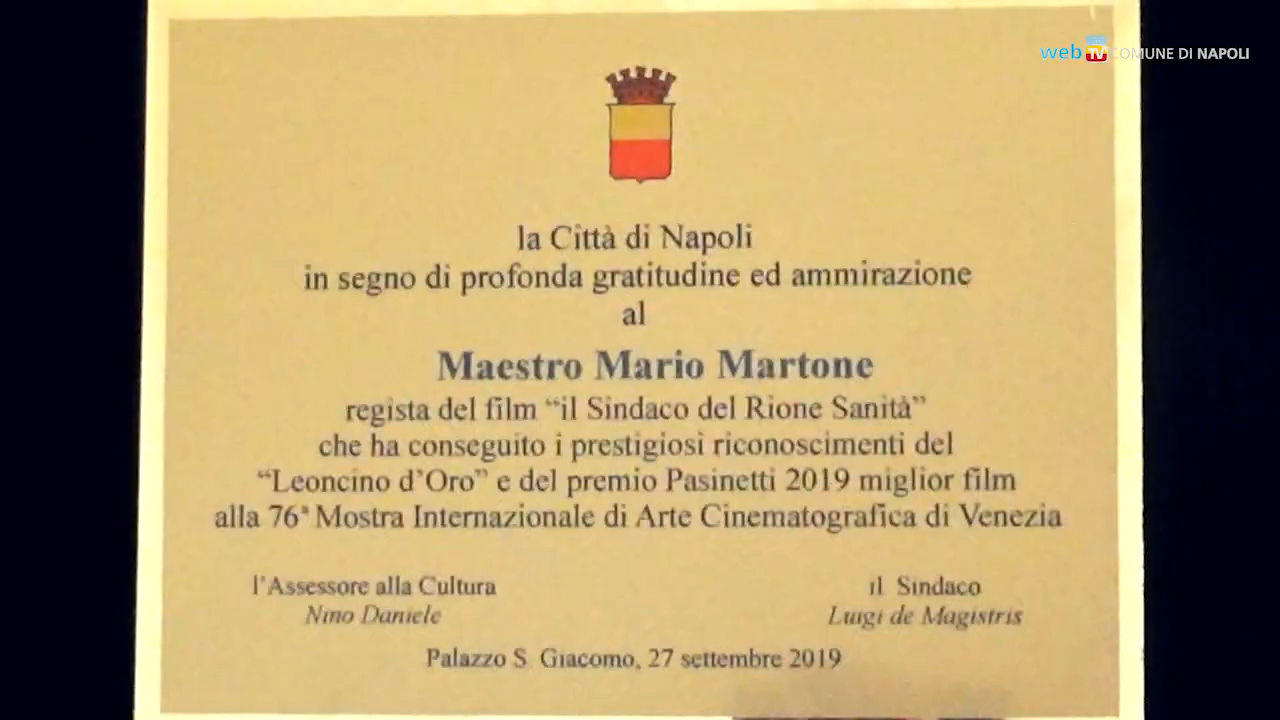 web TV COMUNE DI NAPOLI
la Città di Napoli
in segno di profonda gratitudine ed ammirazione
al
Maestro Mario Martone
regista del film “il Sindaco del Rione Sanità”
che ha conseguito i prestigiosi riconoscimenti del
“Leoncino d’Oro” e del premio Pasinetti 2019 miglior film
alla 76ª Mostra Internazionale di Arte Cinematografica di Venezia
l’Assessore alla Cultura
Nino Daniele
il Sindaco
Luigi de Magistris
Palazzo S. Giacomo, 27 settembre 2019